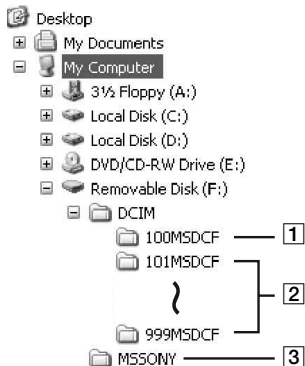 Desktop
My Documents
My Computer
3½ Floppy (A:)
Local Disk (C:)
Local Disk (D:)
DVD/CD-RW Drive (E:)
Removable Disk (F:)
DCIM
100MSDCF 1
101MSDCF
2
999MSDCF
MSSONY 3